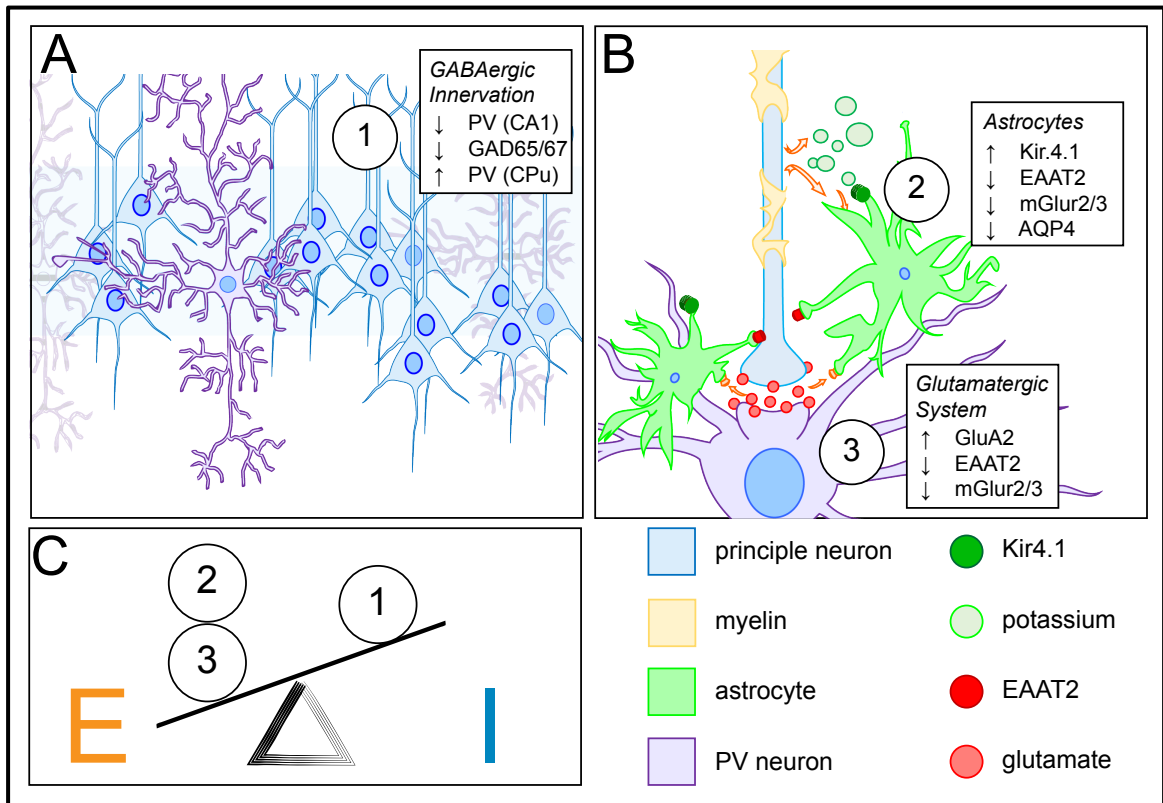 A
GABAergic
Innervation
↓ PV (CA1)
↓ GAD65/67
↑ PV (CPu)
1
B
Astrocytes
↑ Kir.4.1
↓ EAAT2
↓ mGlur2/3
↓ AQP4
2
Glutamatergic
System
↑ GluA2
↓ EAAT2
↓ mGlur2/3
3
C
2
3
1
E
I
principle neuron
myelin
astrocyte
PV neuron
Kir4.1
potassium
EAAT2
glutamate